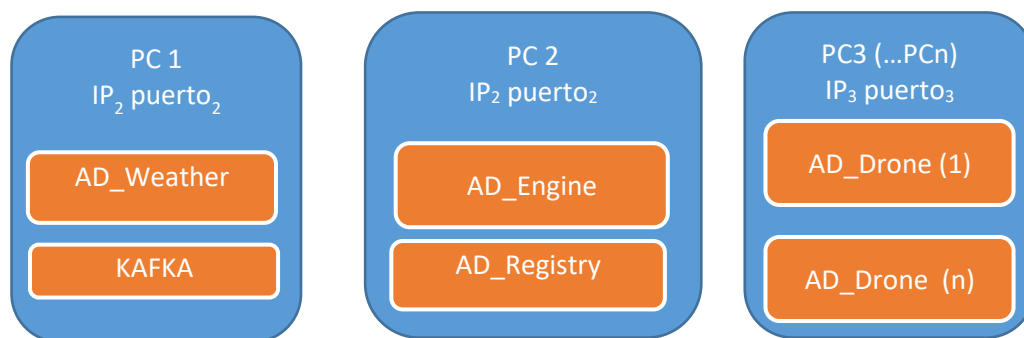 PC 1
IP₂ puerto₂
AD_Weather
KAFKA
PC 2
IP₂ puerto₂
AD_Engine
AD_Registry
PC3 (...PCn)
IP₃ puerto₃
AD_Drone (1)
AD_Drone (n)